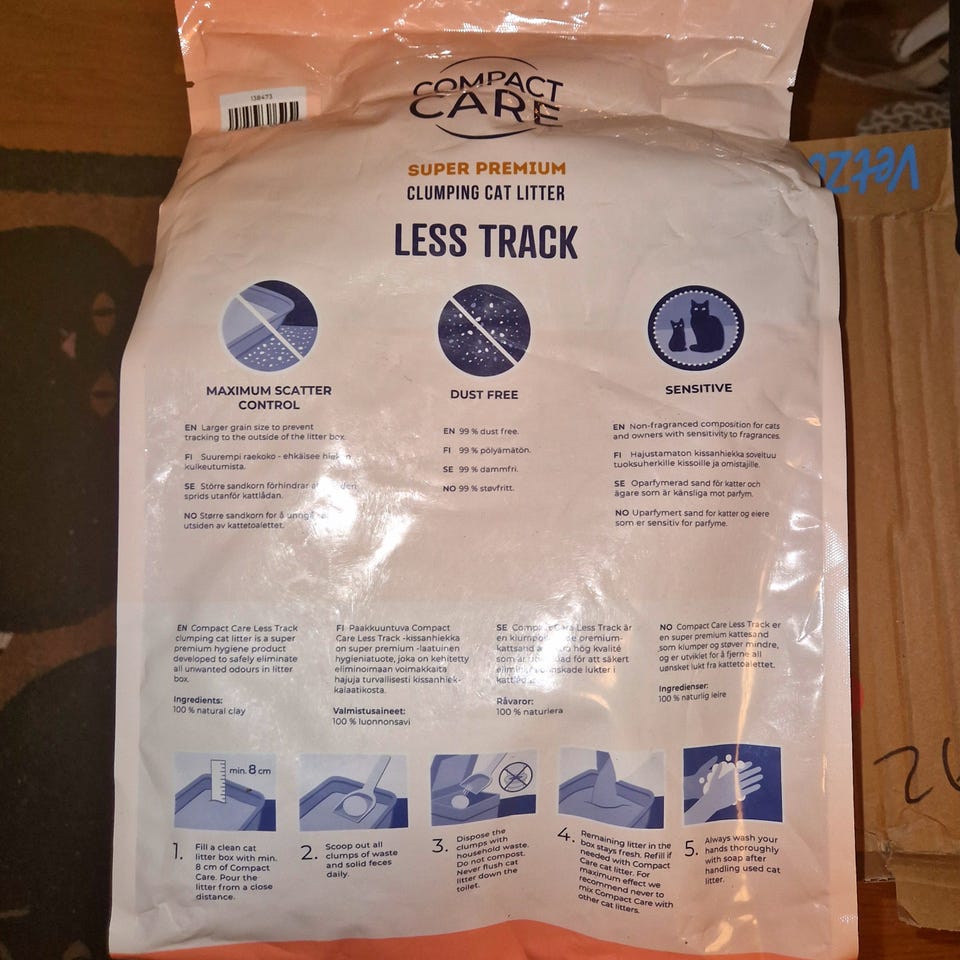 138473
COMPACT
CARE
SUPER PREMIUM
CLUMPING CAT LITTER
LESS TRACK
MAXIMUM SCATTER
CONTROL
EN Larger grain size to prevent
tracking to the outside of the litter box.
FI Suurempi raekoko - ehkäisee
kulkeutumista.
SE Större sandkorn förhindrar
sprids utanför kattlådan.
NO Større sandkorn for å
utsiden av kattetoalettet.
DUST FREE
EN 99 % dust free.
FI 99 % pölyämätön.
SE 99 % dammfri.
NO 99 % støvfritt.
SENSITIVE
EN Non-fragranced composition for cats
and owners with sensitivity to fragrances.
FI Hajustamaton kissanhiekka soveltuu
tuoksuherkille kissoille ja omistajille.
SE Oparfymerad sand för katter och
ägare som är känsliga mot parfym.
NO Uparfymert sand for katter og eiere
som er sensitiv for parfyme.
EN Compact Care Less Track
clumping cat litter is a super
premium hygiene product
developed to safely eliminate
all unwanted odours in litter
box.
Ingredients:
100 % natural clay
FI Paakkuuntuva Compact
Care Less Track -kissanhiekka
on super premium -laatuinen
hygieniatuote, joka on kehitetty
eliminoimaan voimakkaita
hajuja turvallisesti kissanhiek-
kalaatikosta.
Valmistusaineet:
100 % luonnonsavi
SE Care Less Track är
en premium-
kattsand hög kvalité
som är för att säkert
oönskade lukter i
Råvaror:
100 % naturlera
NO Compact Care Less Track er
en super premium kattesand
som klumper og støver mindre,
og er utviklet for å fjerne all
uønsket lukt fra kattetoalettet.
Ingredienser:
100 % naturlig leire
min. 8 cm
1. Fill a clean cat
litter box with min.
8 cm of Compact
Care. Pour the
litter from a close
distance.
2. Scoop out all
clumps of waste
and solid feces
daily.
3. Dispose the
clumps with
household waste.
Do not compost.
Never flush cat
litter down the
toilet.
4. Remaining litter in the
box stays fresh. Refill if
needed with Compact
Care cat litter. For
maximum effect we
recommend never to
mix Compact Care with
other cat litters.
5. Always wash your
hands thoroughly
with soap after
handling used cat
litter.